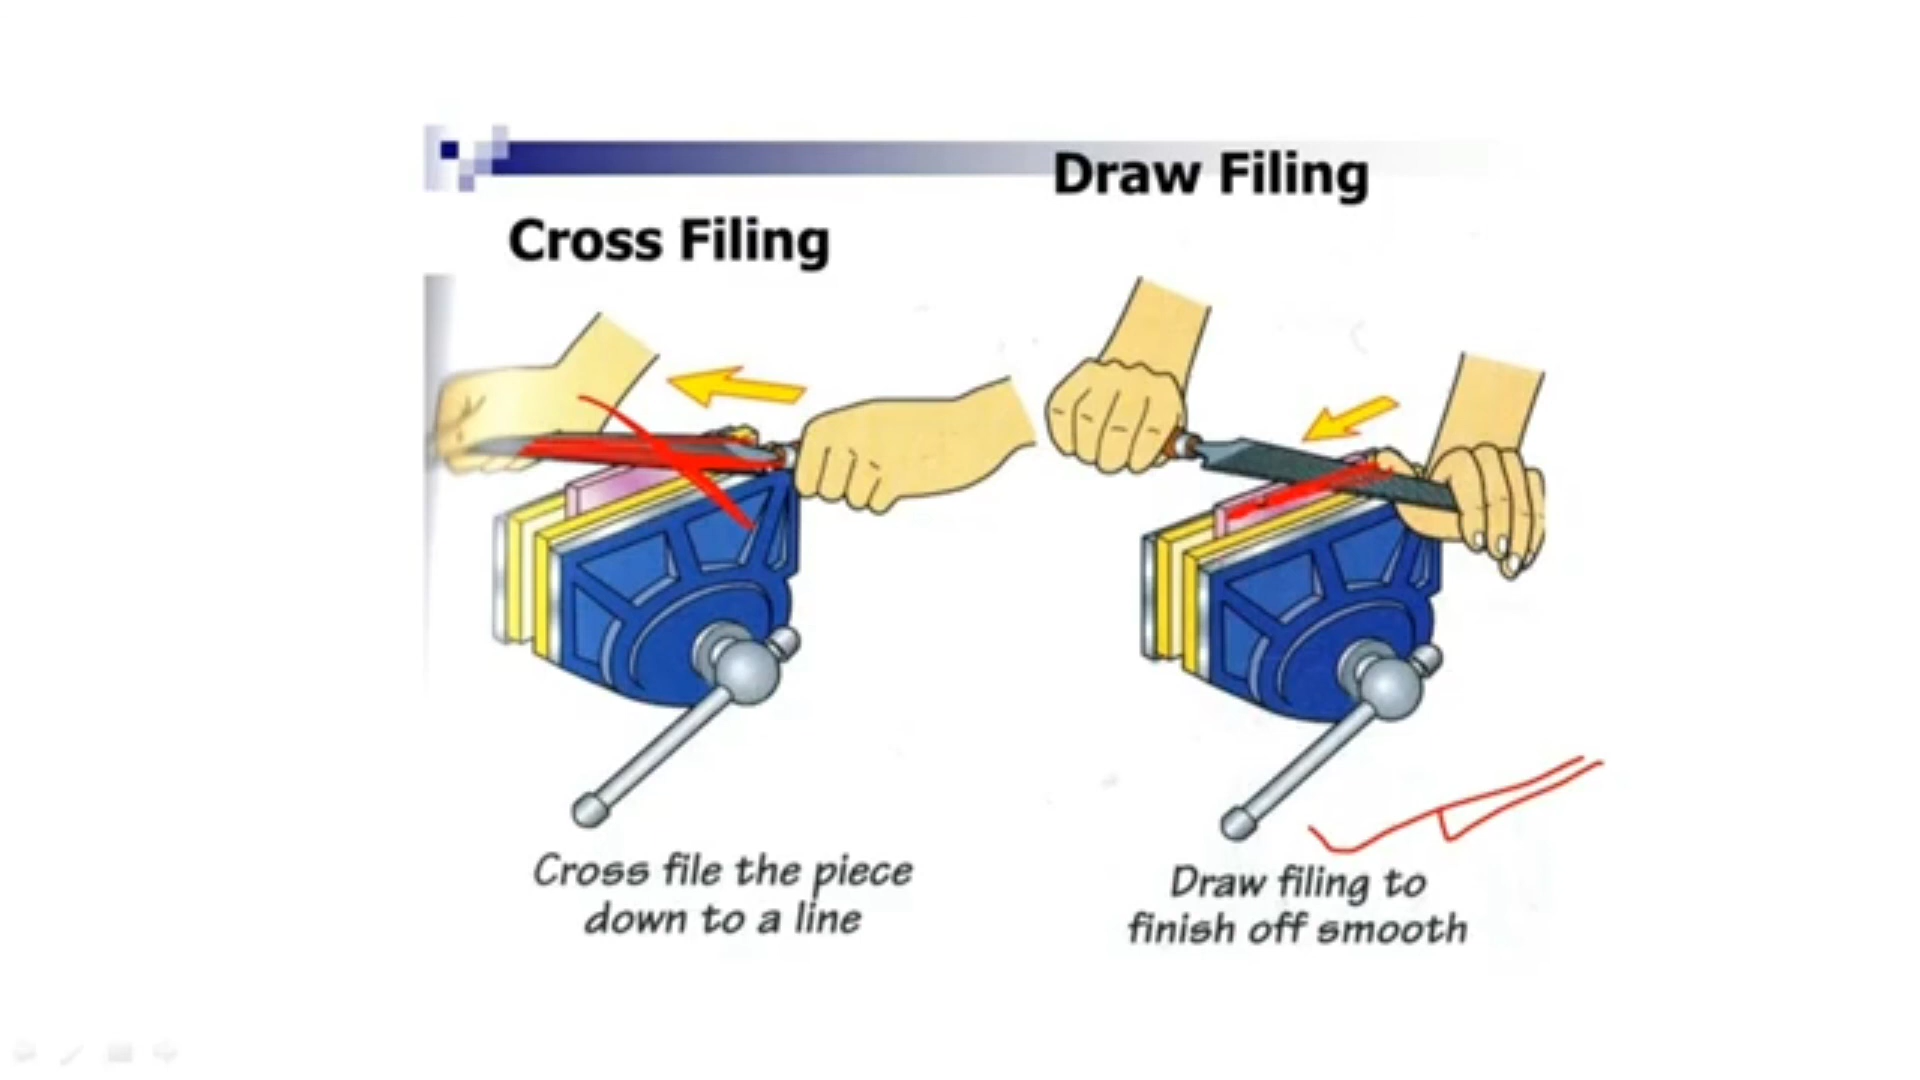 Draw Filing
Cross Filing
Cross file the piece
down to a line
Draw filing to
finish off smooth